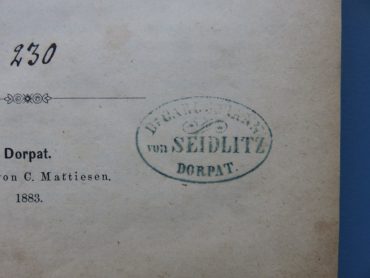 230
Dorpat.
von C. Mattiesen.
1883.
von SEIDLITZ
DORPAT.